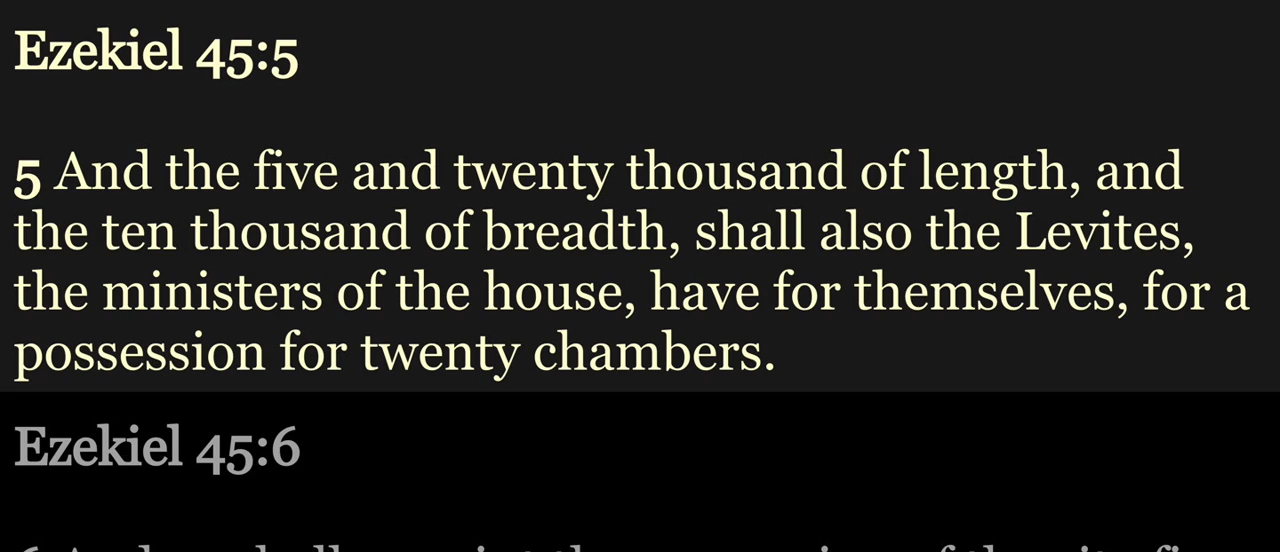 Ezekiel 45:5
5 And the five and twenty thousand of length, and
the ten thousand of breadth, shall also the Levites,
the ministers of the house, have for themselves, for a
possession for twenty chambers.
Ezekiel 45:6